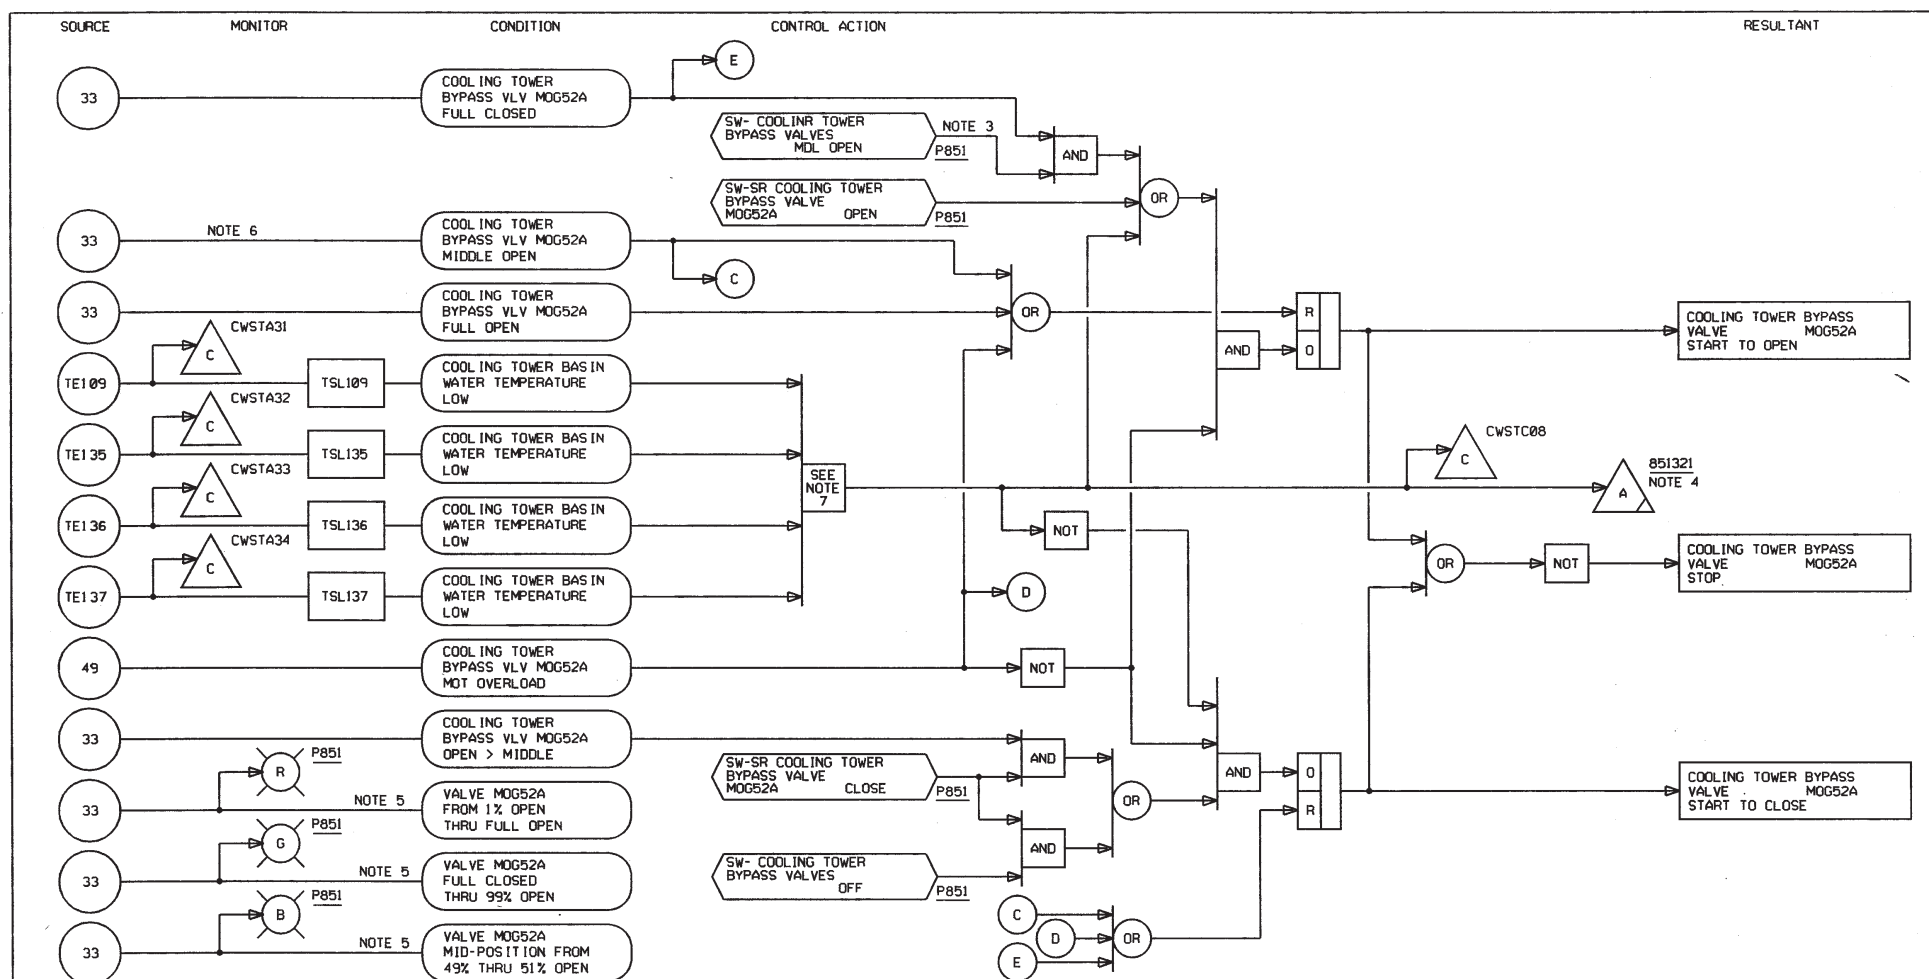 SOURCE MONITOR CONDITION CONTROL ACTION RESULTANT
E
33
COOLING TOWER
BYPASS VLV MOG52A
FULL CLOSED
SW- COOLINR TOWER
BYPASS VALVES
MDL OPEN
NOTE 3
P851
AND
SW-SR COOLING TOWER
BYPASS VALVE
MOG52A OPEN
P851
OR
33
NOTE 6
COOLING TOWER
BYPASS VLV MOG52A
MIDDLE OPEN
C
33
COOLING TOWER
BYPASS VLV MOG52A
FULL OPEN
OR
R
O
AND
COOLING TOWER BYPASS
VALVE MOG52A
START TO OPEN
CWSTA31
C
TE109
TSL109
COOLING TOWER BASIN
WATER TEMPERATURE
LOW
CWSTA32
C
TE135
TSL135
COOLING TOWER BASIN
WATER TEMPERATURE
LOW
CWSTA33
C
TE136
TSL136
COOLING TOWER BASIN
WATER TEMPERATURE
LOW
CWSTA34
C
TE137
TSL137
COOLING TOWER BASIN
WATER TEMPERATURE
LOW
SEE
NOTE
7
CWSTC08
C
851321
NOTE 4
A
NOT
OR
NOT
COOLING TOWER BYPASS
VALVE MOG52A
STOP
D
49
COOLING TOWER
BYPASS VLV MOG52A
MOT OVERLOAD
NOT
33
COOLING TOWER
BYPASS VLV MOG52A
OPEN > MIDDLE
SW-SR COOLING TOWER
BYPASS VALVE
MOG52A CLOSE
P851
AND
AND
O
R
COOLING TOWER BYPASS
VALVE MOG52A
START TO CLOSE
R
P851
33
NOTE 5
VALVE MOG52A
FROM 1% OPEN
THRU FULL OPEN
OR
G
P851
33
NOTE 5
VALVE MOG52A
FULL CLOSED
THRU 99% OPEN
SW- COOLING TOWER
BYPASS VALVES
OFF
P851
AND
B
P851
33
NOTE 5
VALVE MOG52A
MID-POSITION FROM
49% THRU 51% OPEN
C
D
E
OR